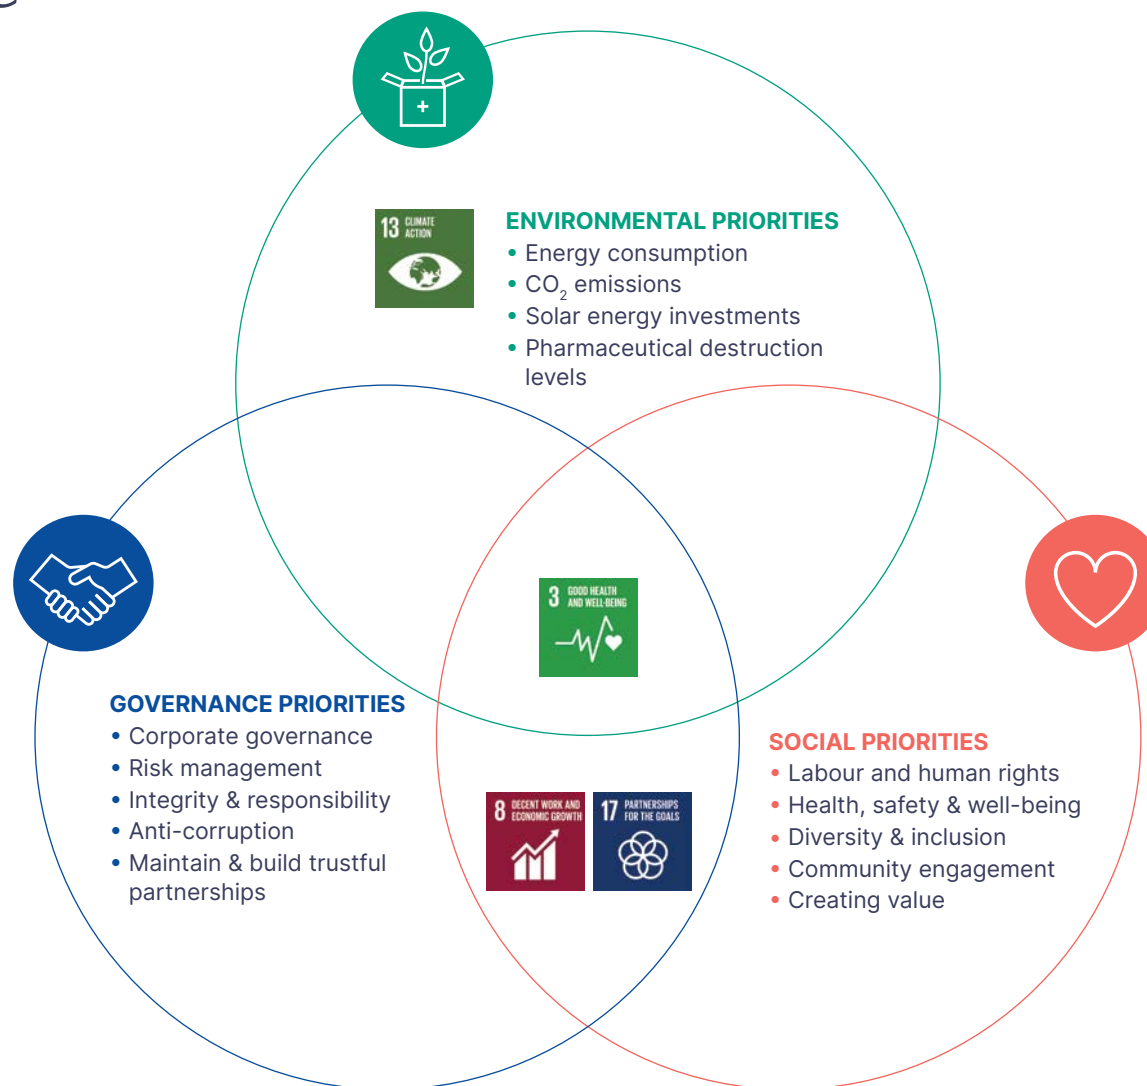 13 CLIMATE
ACTION
ENVIRONMENTAL PRIORITIES
• Energy consumption
• CO₂ emissions
• Solar energy investments
• Pharmaceutical destruction
levels
3 GOOD HEALTH
AND WELL-BEING
GOVERNANCE PRIORITIES
• Corporate governance
• Risk management
• Integrity & responsibility
• Anti-corruption
• Maintain & build trustful
partnerships
8 DECENT WORK AND
ECONOMIC GROWTH
17 PARTNERSHIPS
FOR THE GOALS
SOCIAL PRIORITIES
• Labour and human rights
• Health, safety & well-being
• Diversity & inclusion
• Community engagement
• Creating value